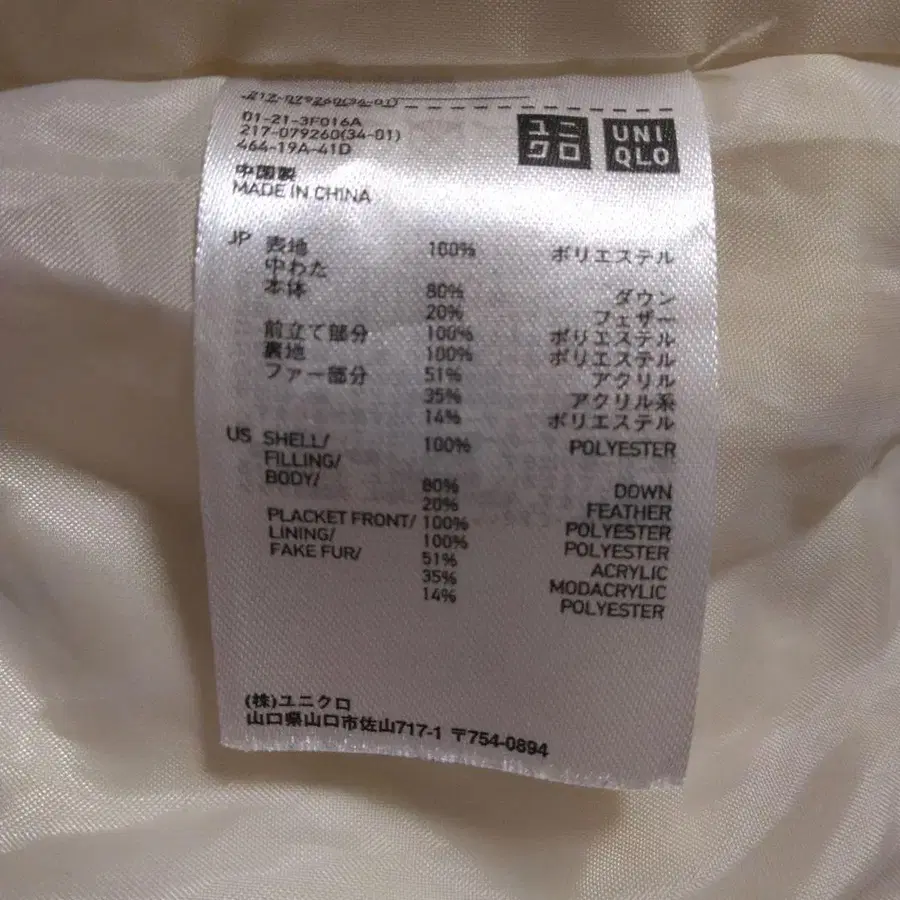 212-079260(34-01)
01-21-3F016A
217-079260(34-01)
464-19A-41D
ユニクロ
UNIQLO
中国製
MADE IN CHINA
JP 表地 100% ポリエステル
中わた
本体 80% ダウン
20% フェザー
前立て部分 100% ポリエステル
裏地 100% ポリエステル
ファー部分 51% アクリル
35% アクリル系
14% ポリエステル
US SHELL/ 100% POLYESTER
FILLING/
BODY/ 80% DOWN
20% FEATHER
PLACKET FRONT/ 100% POLYESTER
LINING/ 100% POLYESTER
FAKE FUR/ 51% ACRYLIC
35% MODACRYLIC
14% POLYESTER
(株)ユニクロ
山口県山口市佐山717-1 〒754-0894